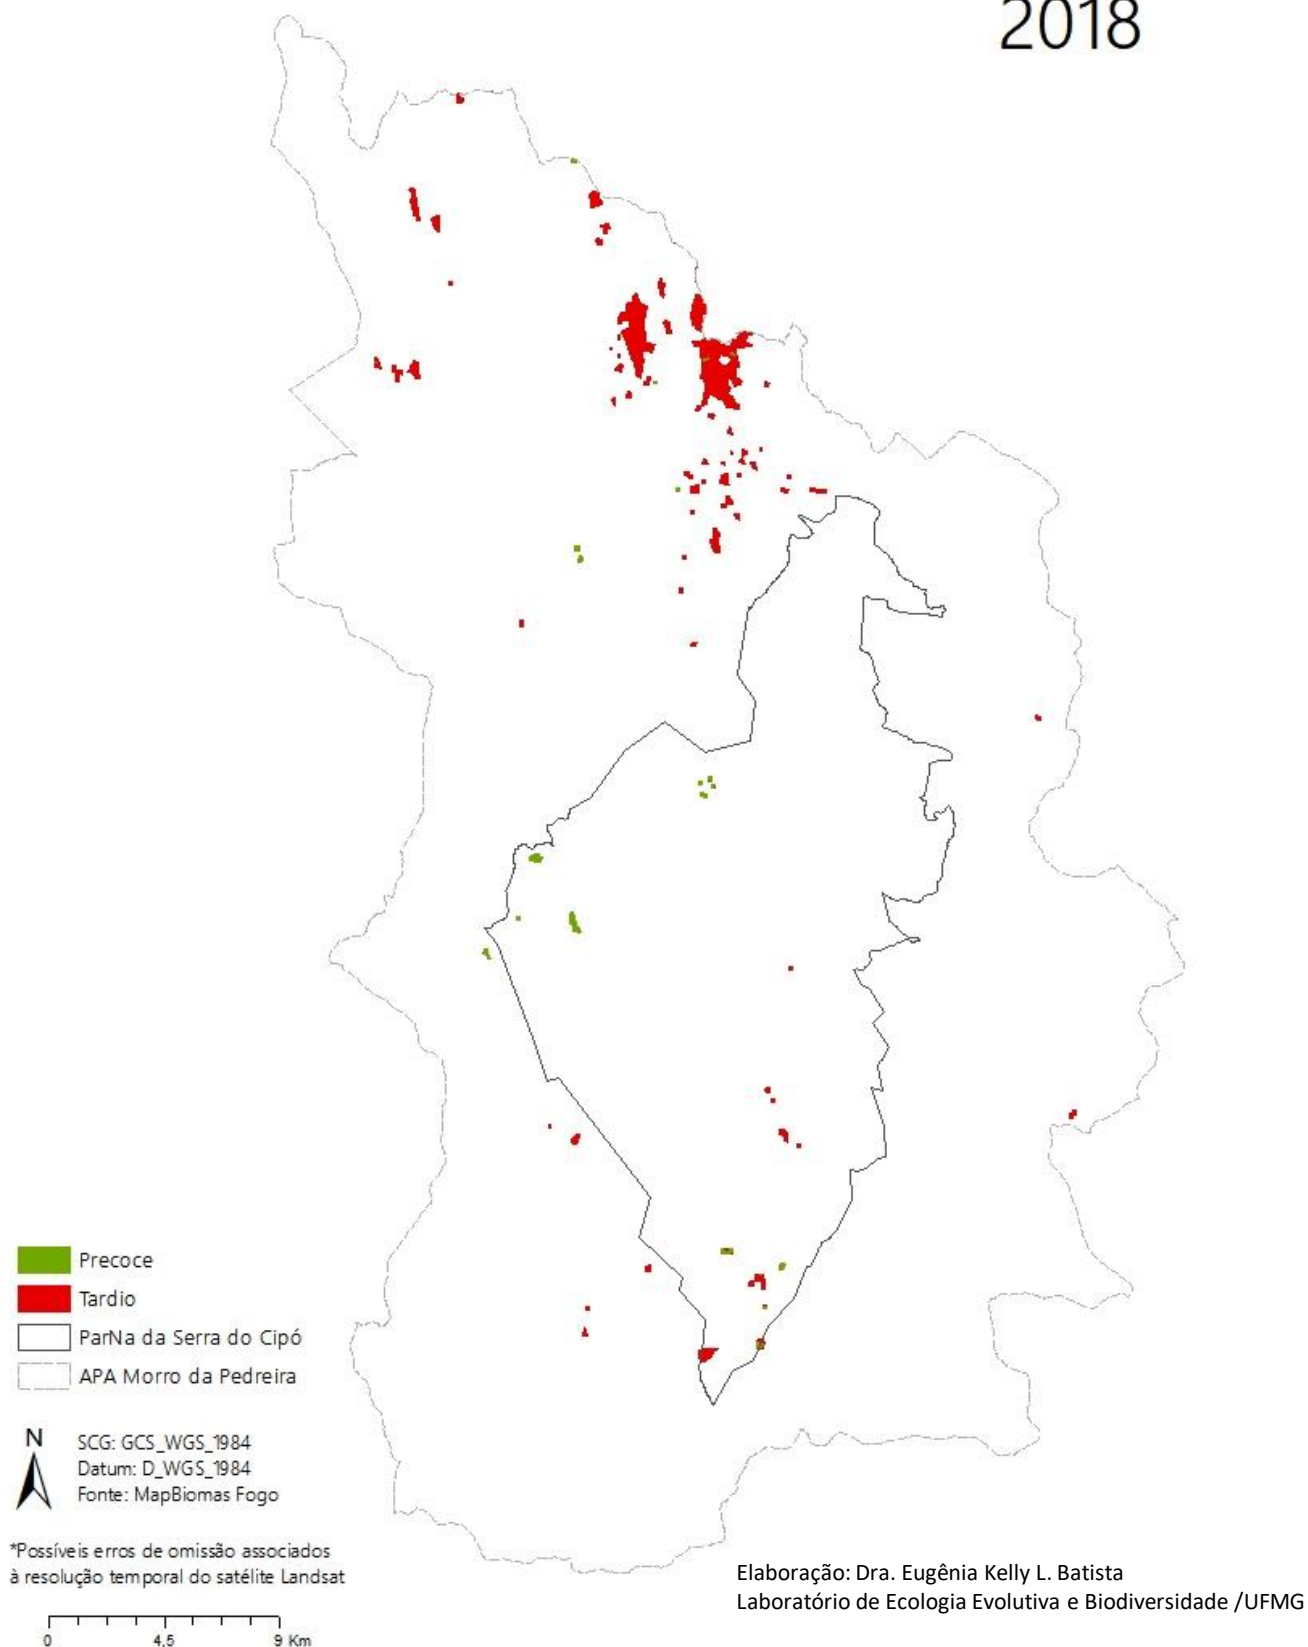 2018
Precoce
Tardio
ParNa da Serra do Cipó
APA Morro da Pedreira
N
SCG: GCS_WGS_1984
Datum: D_WGS_1984
Fonte: MapBiomas Fogo
*Possíveis erros de omissão associados
à resolução temporal do satélite Landsat
0 4,5 9 Km
Elaboração: Dra. Eugênia Kelly L. Batista
Laboratório de Ecologia Evolutiva e Biodiversidade /UFMG